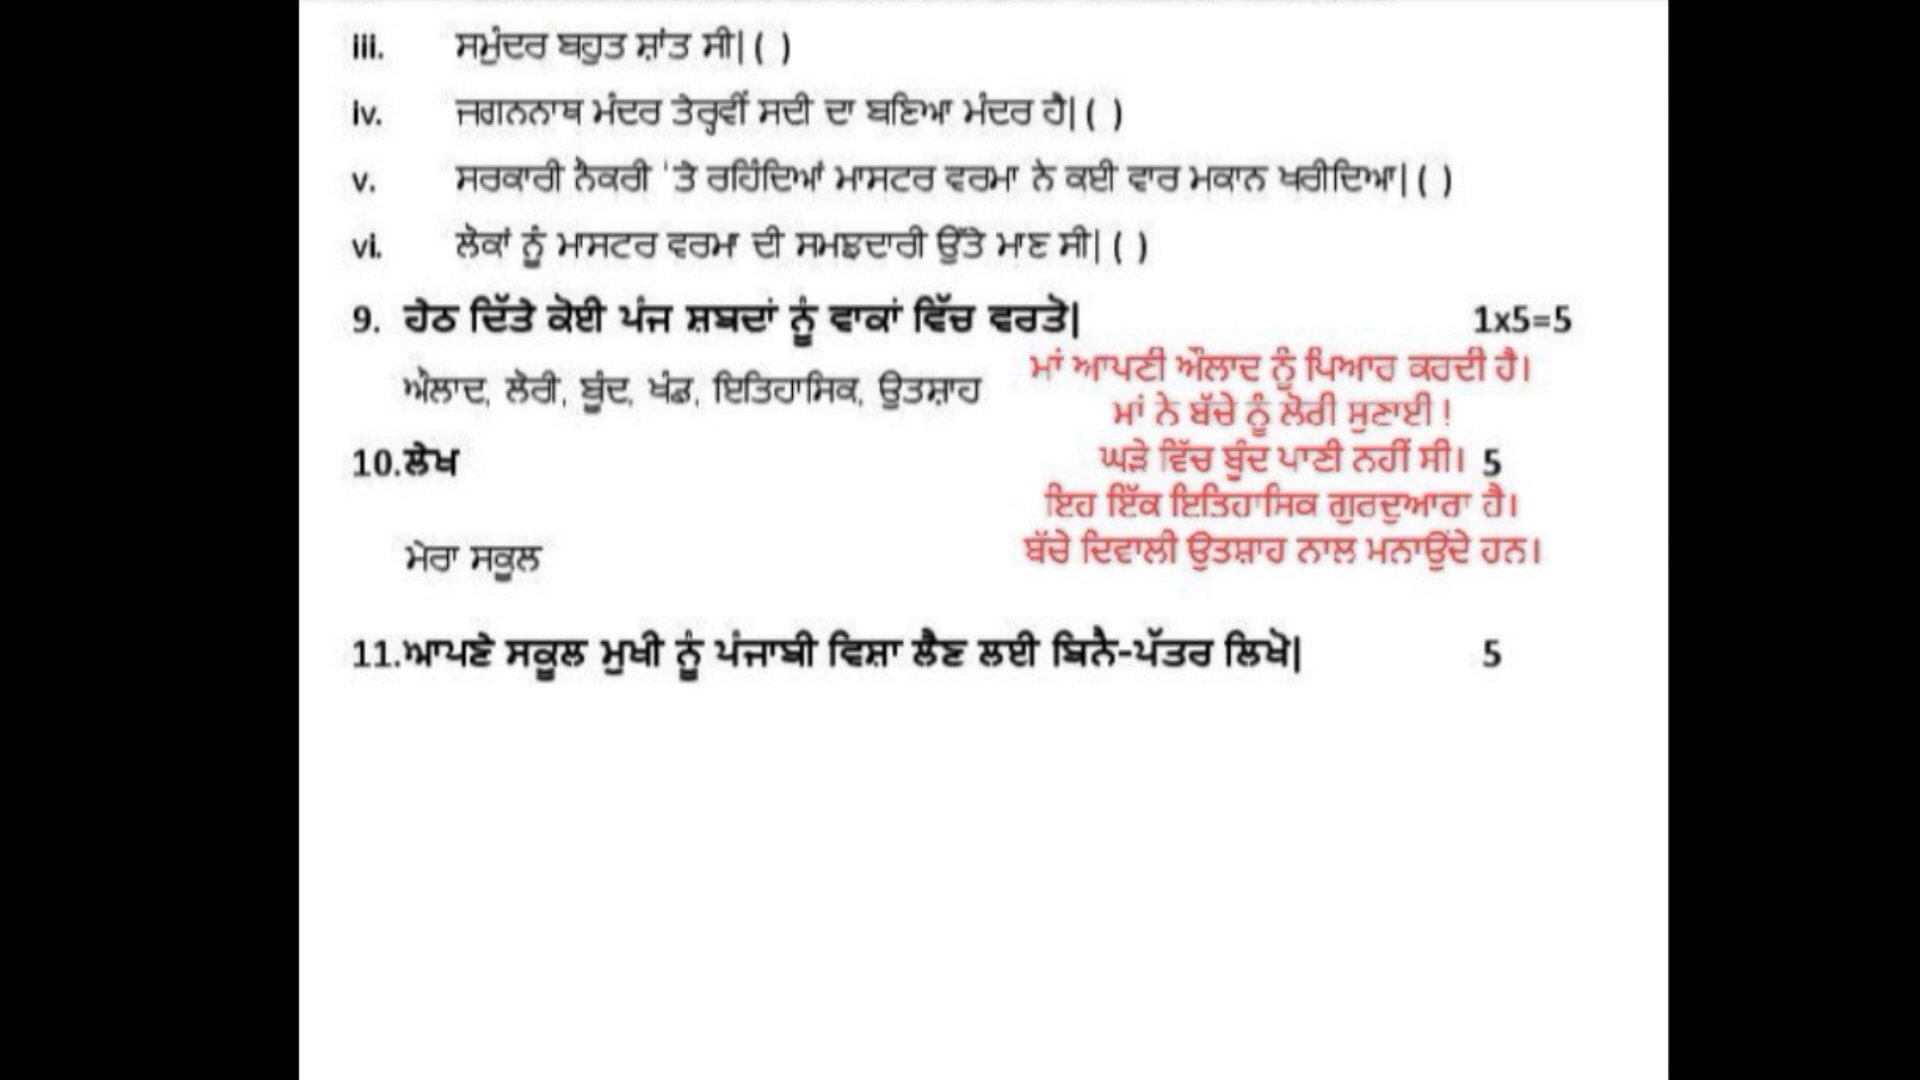 iii. ਸਮੁੰਦਰ ਬਹੁਤ ਸ਼ਾਂਤ ਸੀ| ( )
iv. ਜਗਨਨਾਥ ਮੰਦਰ ਤੇਰ੍ਹਵੀਂ ਸਦੀ ਦਾ ਬਣਿਆ ਮੰਦਰ ਹੈ| ( )
v. ਸਰਕਾਰੀ ਨੈਕਰੀ 'ਤੇ ਰਹਿੰਦਿਆਂ ਮਾਸਟਰ ਵਰਮਾ ਨੇ ਕਈ ਵਾਰ ਮਕਾਨ ਖਰੀਦਿਆ| ( )
vi. ਲੋਕਾਂ ਨੂੰ ਮਾਸਟਰ ਵਰਮਾ ਦੀ ਸਮਝਦਾਰੀ ਉੱਤੇ ਮਾਣ ਸੀ| ( )
9. ਹੇਠ ਦਿੱਤੇ ਕੋਈ ਪੰਜ ਸ਼ਬਦਾਂ ਨੂੰ ਵਾਕਾਂ ਵਿੱਚ ਵਰਤੋ| 1x5=5
ਔਲਾਦ, ਲੋਰੀ, ਬੂੰਦ, ਖੰਡ, ਇਤਿਹਾਸਿਕ, ਉਤਸ਼ਾਹ
ਮਾਂ ਆਪਣੀ ਔਲਾਦ ਨੂੰ ਪਿਆਰ ਕਰਦੀ ਹੈ।
ਮਾਂ ਨੇ ਬੱਚੇ ਨੂੰ ਲੋਰੀ ਸੁਣਾਈ !
ਘੜੇ ਵਿੱਚ ਬੂੰਦ ਪਾਣੀ ਨਹੀਂ ਸੀ।
ਇਹ ਇੱਕ ਇਤਿਹਾਸਿਕ ਗੁਰਦੁਆਰਾ ਹੈ।
ਬੱਚੇ ਦਿਵਾਲੀ ਉਤਸ਼ਾਹ ਨਾਲ ਮਨਾਉਂਦੇ ਹਨ।
10.ਲੇਖ 5
ਮੇਰਾ ਸਕੂਲ
11.ਆਪਣੇ ਸਕੂਲ ਮੁਖੀ ਨੂੰ ਪੰਜਾਬੀ ਵਿਸ਼ਾ ਲੈਣ ਲਈ ਬਿਨੈ-ਪੱਤਰ ਲਿਖੋ| 5